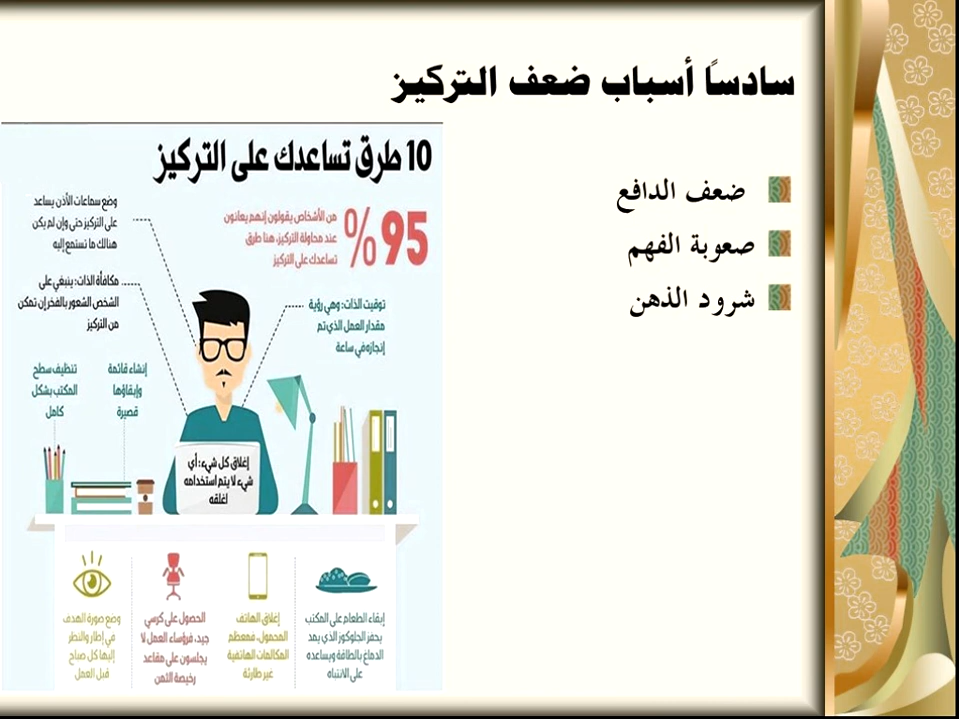 سادساً أسباب ضعف التركيز
ضعف الدافع
صعوبة الفهم
شرود الذهن
10 طرق تساعدك على التركيز
95%
من الأشخاص يقولون إنهم يعانون
عند محاولة التركيز، هنا طرق
تساعدك على التركيز
وضع سماعات الأذن يساعد
على التركيز حتى وإن لم يكن
هنالك ما تستمع إليه
مكافأة الذات: ينبغي على
الشخص الشعور بالفخر إن تمكن
من التركيز
توقيت الذات: وهي رؤية
مقدار العمل الذي تم
إنجازه في ساعة
إنشاء قائمة
وإبقاؤها
قصيرة
تنظيف سطح
المكتب بشكل
كامل
إغلاق كل شيء: أي
شيء لا يتم استخدامه
اغلقه
إبقاء الطعام على المكتب
يحفز الجلوكوز الذي يمد
الدماغ بالطاقة ويساعده
على الانتباه
إغلاق الهاتف
المحمول، فمعظم
المكالمات الهاتفية
غير طارئة
الحصول على كرسي
جيد، فرؤساء العمل لا
يجلسون على مقاعد
رخيصة الثمن
وضع صورة الهدف
في إطار والنظر
إليها كل صباح
قبل العمل